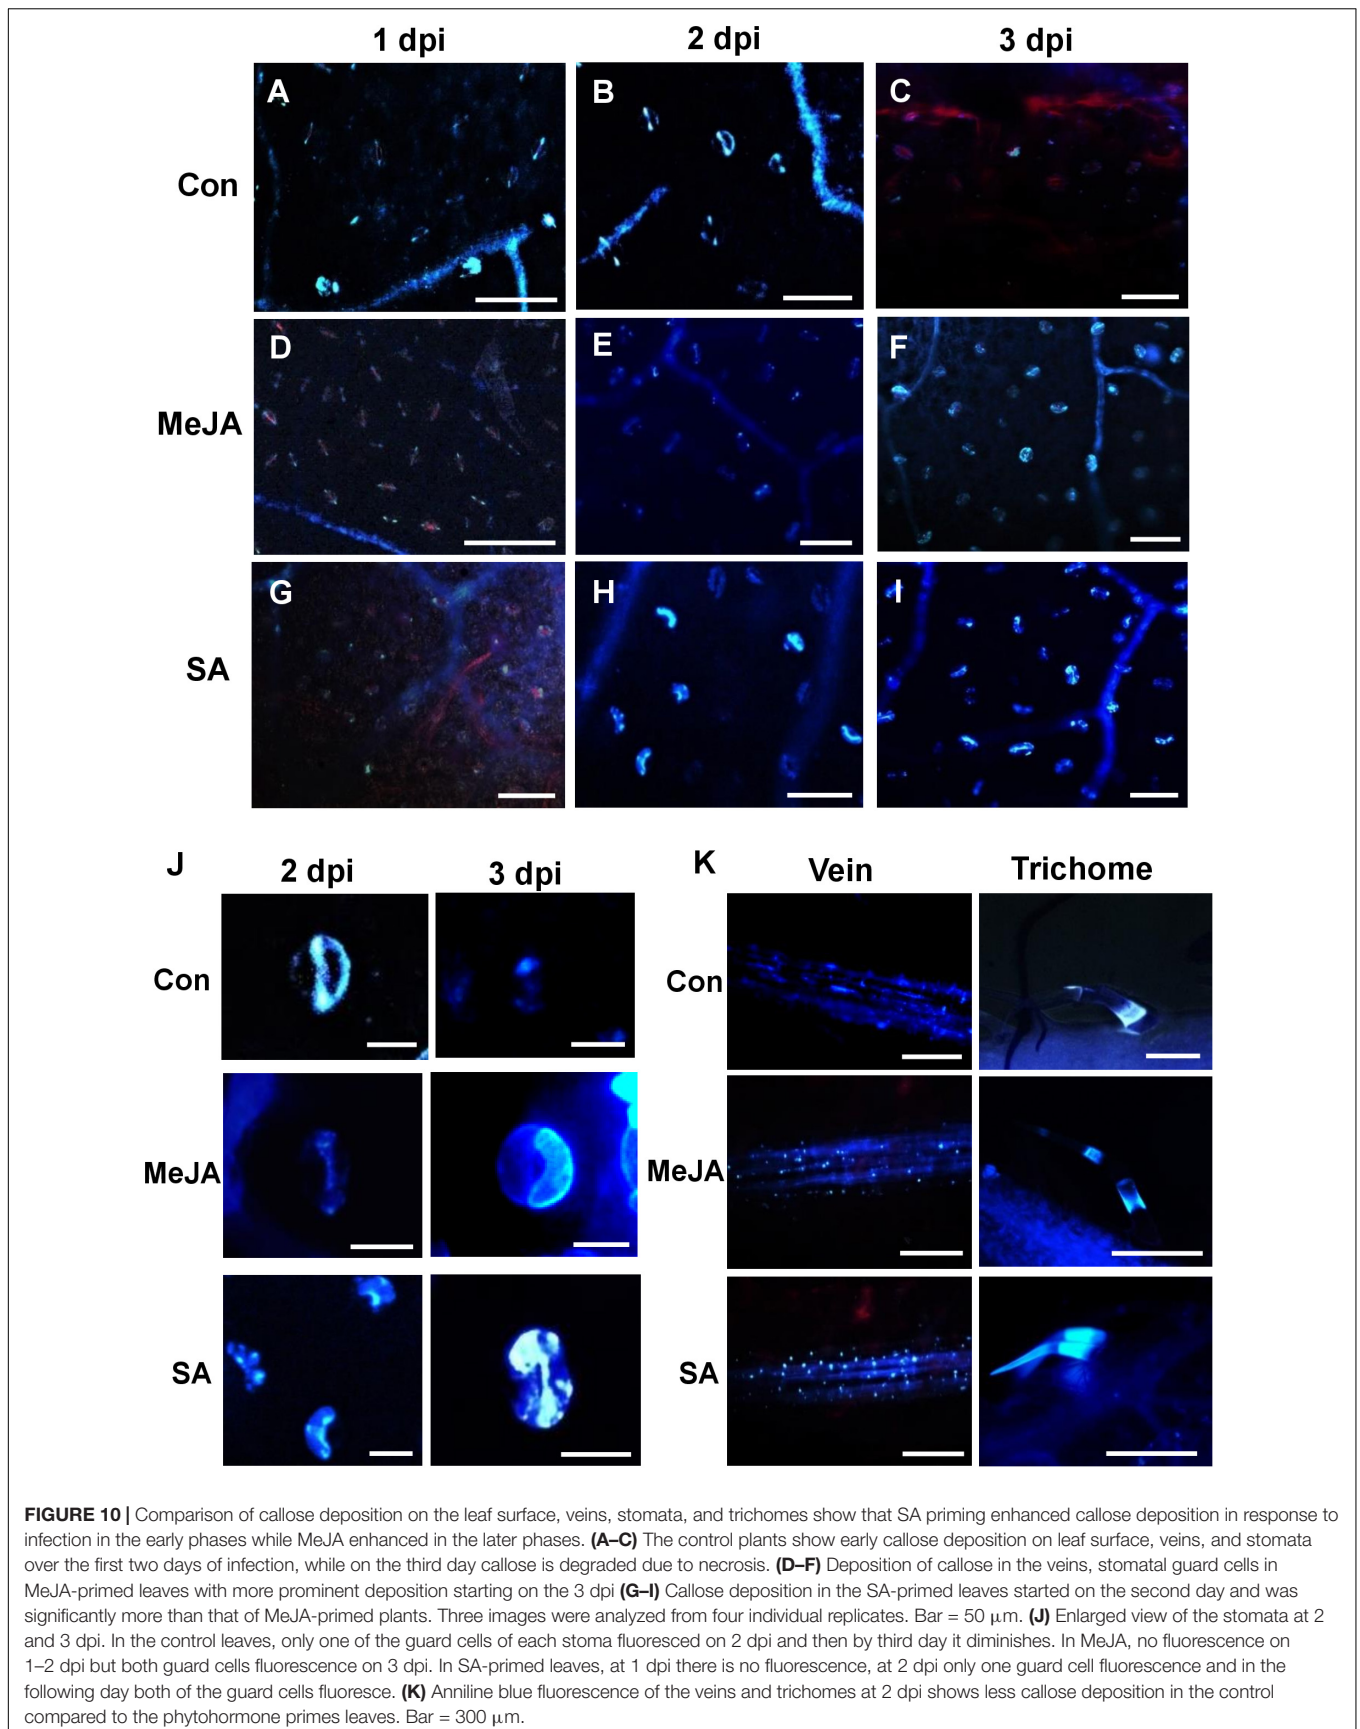 1 dpi 2 dpi 3 dpi
A B C
Con
D E F
MeJA
G H I
SA
J 2 dpi 3 dpi
Con
MeJA
SA
K Vein Trichome
Con
MeJA
SA
FIGURE 10 | Comparison of callose deposition on the leaf surface, veins, stomata, and trichomes show that SA priming enhanced callose deposition in response to
infection in the early phases while MeJA enhanced in the later phases. (A–C) The control plants show early callose deposition on leaf surface, veins, and stomata
over the first two days of infection, while on the third day callose is degraded due to necrosis. (D–F) Deposition of callose in the veins, stomatal guard cells in
MeJA-primed leaves with more prominent deposition starting on the 3 dpi (G–I) Callose deposition in the SA-primed leaves started on the second day and was
significantly more than that of MeJA-primed plants. Three images were analyzed from four individual replicates. Bar = 50 μm. (J) Enlarged view of the stomata at 2
and 3 dpi. In the control leaves, only one of the guard cells of each stoma fluoresced on 2 dpi and then by third day it diminishes. In MeJA, no fluorescence on
1–2 dpi but both guard cells fluorescence on 3 dpi. In SA-primed leaves, at 1 dpi there is no fluorescence, at 2 dpi only one guard cell fluorescence and in the
following day both of the guard cells fluoresce. (K) Anniline blue fluorescence of the veins and trichomes at 2 dpi shows less callose deposition in the control
compared to the phytohormone primes leaves. Bar = 300 μm.